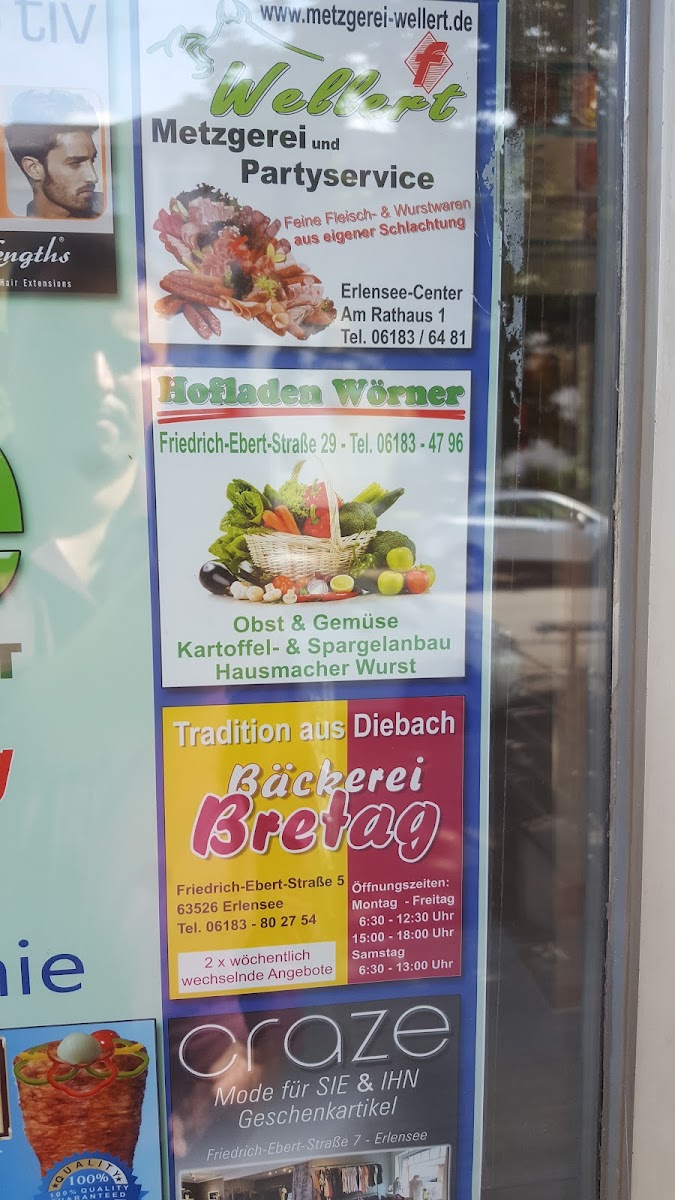 www.metzgerei-wellert.de
f
Wellert
Metzgerei und
Partyservice
Feine Fleisch- & Wurstwaren
aus eigener Schlachtung
Erlensee-Center
Am Rathaus 1
Tel. 06183 / 64 81
Hofladen Wörner
Friedrich-Ebert-Straße 29 - Tel. 06183 - 47 96
Obst & Gemüse
Kartoffel- & Spargelanbau
Hausmacher Wurst
Tradition aus Diebach
Bäckerei
Bretag
Friedrich-Ebert-Straße 5
63526 Erlensee
Tel. 06183 - 80 27 54
2 x wöchentlich
wechselnde Angebote
Öffnungszeiten:
Montag - Freitag
6:30 - 12:30 Uhr
15:00 - 18:00 Uhr
Samstag
6:30 - 13:00 Uhr
craze
Mode für SIE & IHN
Geschenkartikel
Friedrich-Ebert-Straße 7 - Erlensee
tiv
engths®
Hair Extensions
e
T
nie
QUALITY
100%
100% QUALITY